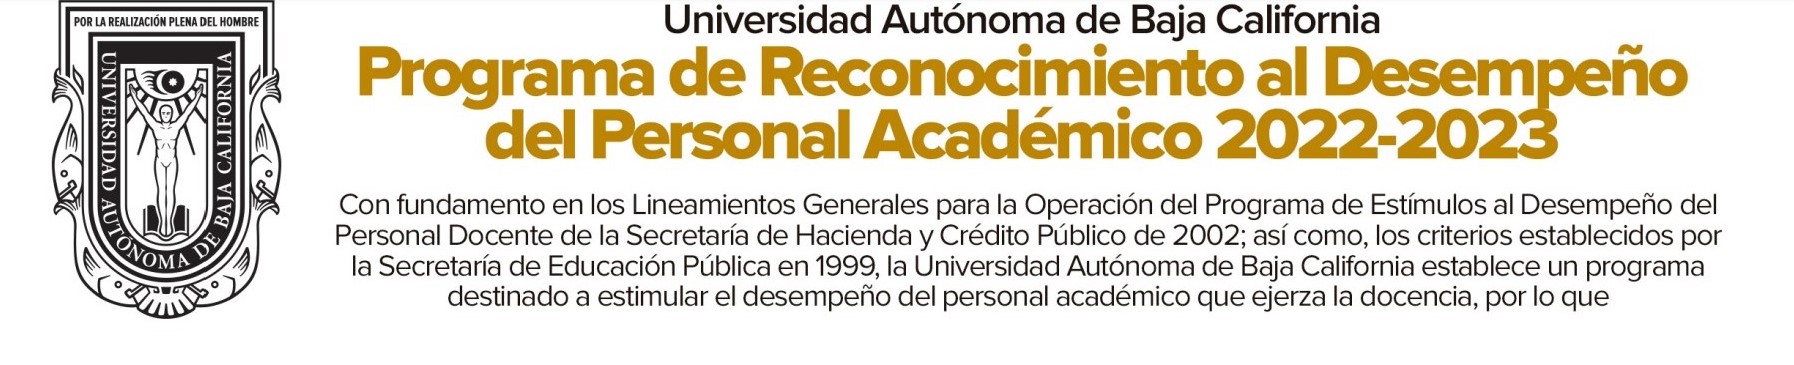 POR LA REALIZACIÓN PLENA DEL HOMBRE
UNIVERSIDAD AUTÓNOMA DE BAJA CALIFORNIA
Universidad Autónoma de Baja California
Programa de Reconocimiento al Desempeño
del Personal Académico 2022-2023
Con fundamento en los Lineamientos Generales para la Operación del Programa de Estímulos al Desempeño del
Personal Docente de la Secretaría de Hacienda y Crédito Público de 2002; así como, los criterios establecidos por
la Secretaría de Educación Pública en 1999, la Universidad Autónoma de Baja California establece un programa
destinado a estimular el desempeño del personal académico que ejerza la docencia, por lo que